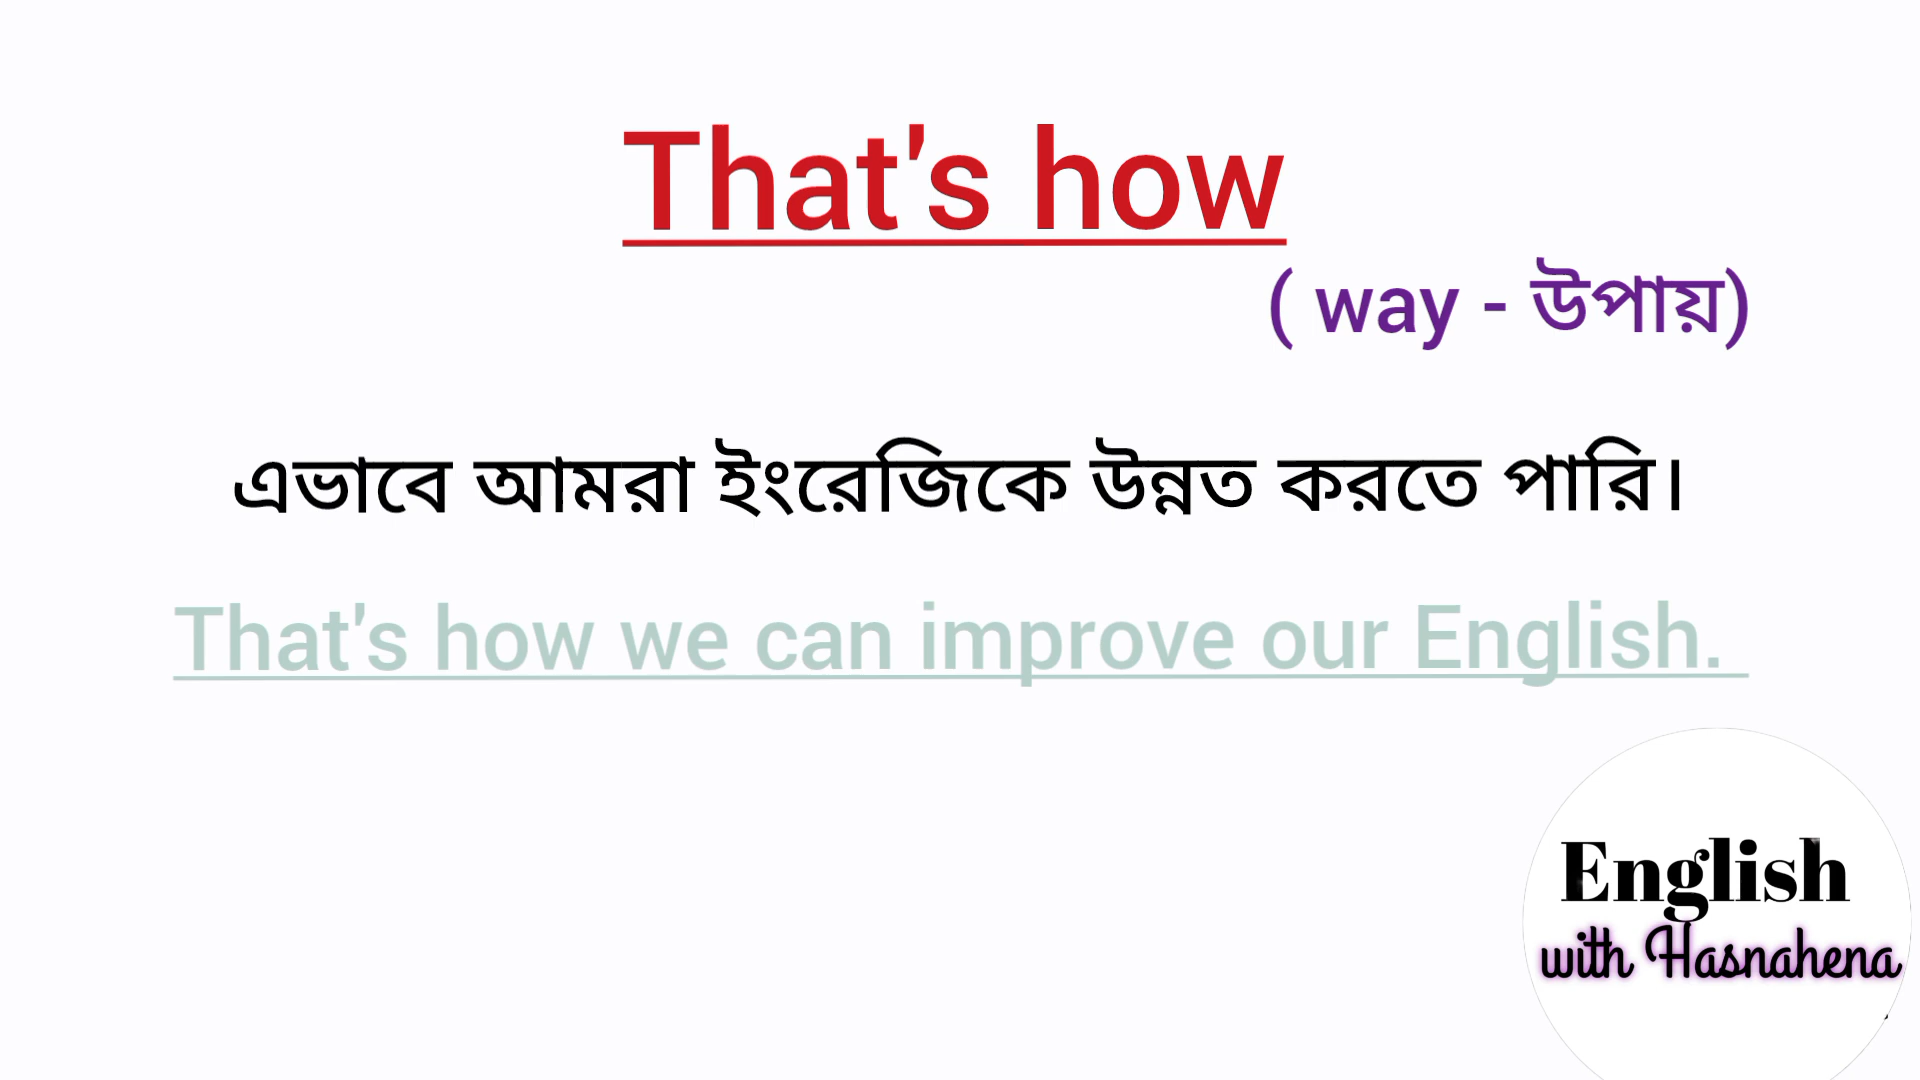 That's how
( way - উপায়)
এভাবে আমরা ইংরেজিকে উন্নত করতে পারি।
That's how we can improve our English.
English
with Hasnahena